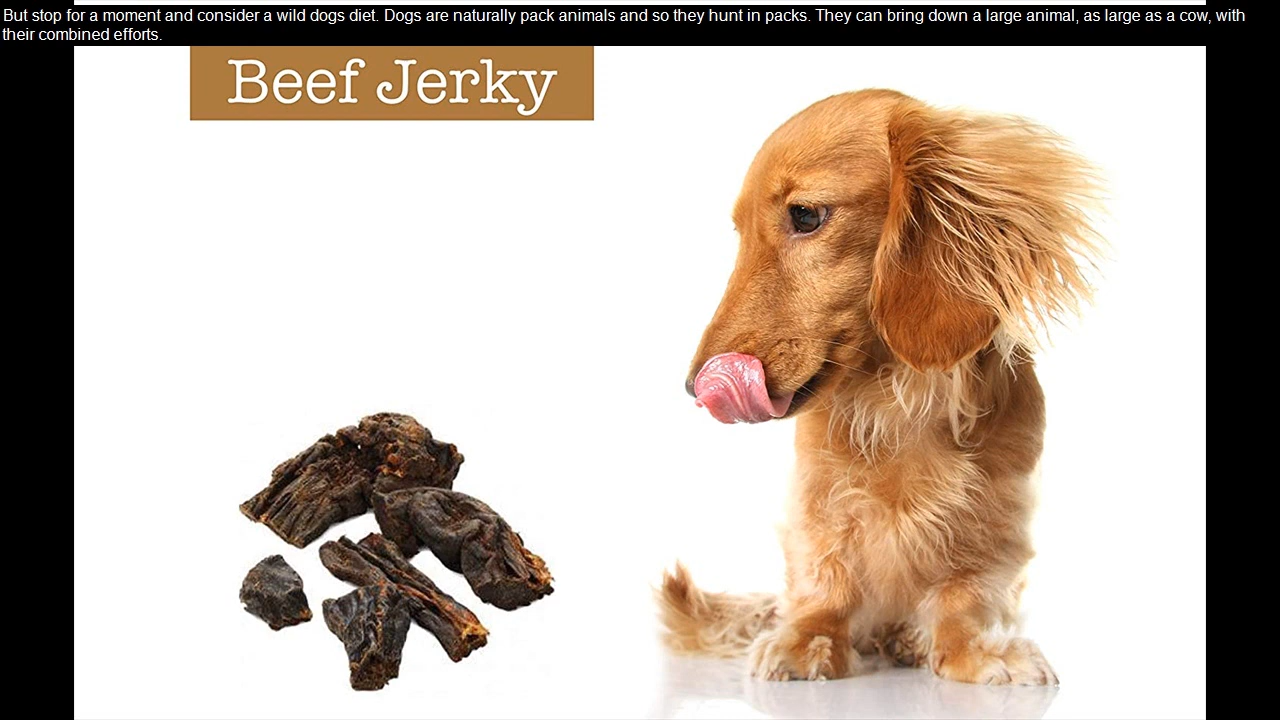 But stop for a moment and consider a wild dogs diet. Dogs are naturally pack animals and so they hunt in packs. They can bring down a large animal, as large as a cow, with
their combined efforts.
Beef Jerky